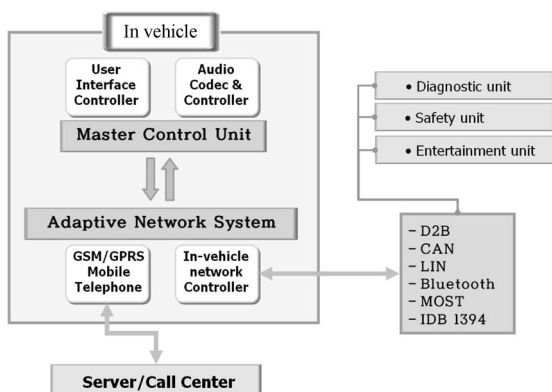 In vehicle
User
Interface
Controller
Audio
Codec &
Controller
Master Control Unit
Adaptive Network System
GSM/GPRS
Mobile
Telephone
In-vehicle
network
Controller
Server/Call Center
• Diagnostic unit
• Safety unit
• Entertainment unit
– D2B
– CAN
– LIN
– Bluetooth
– MOST
– IDB 1394